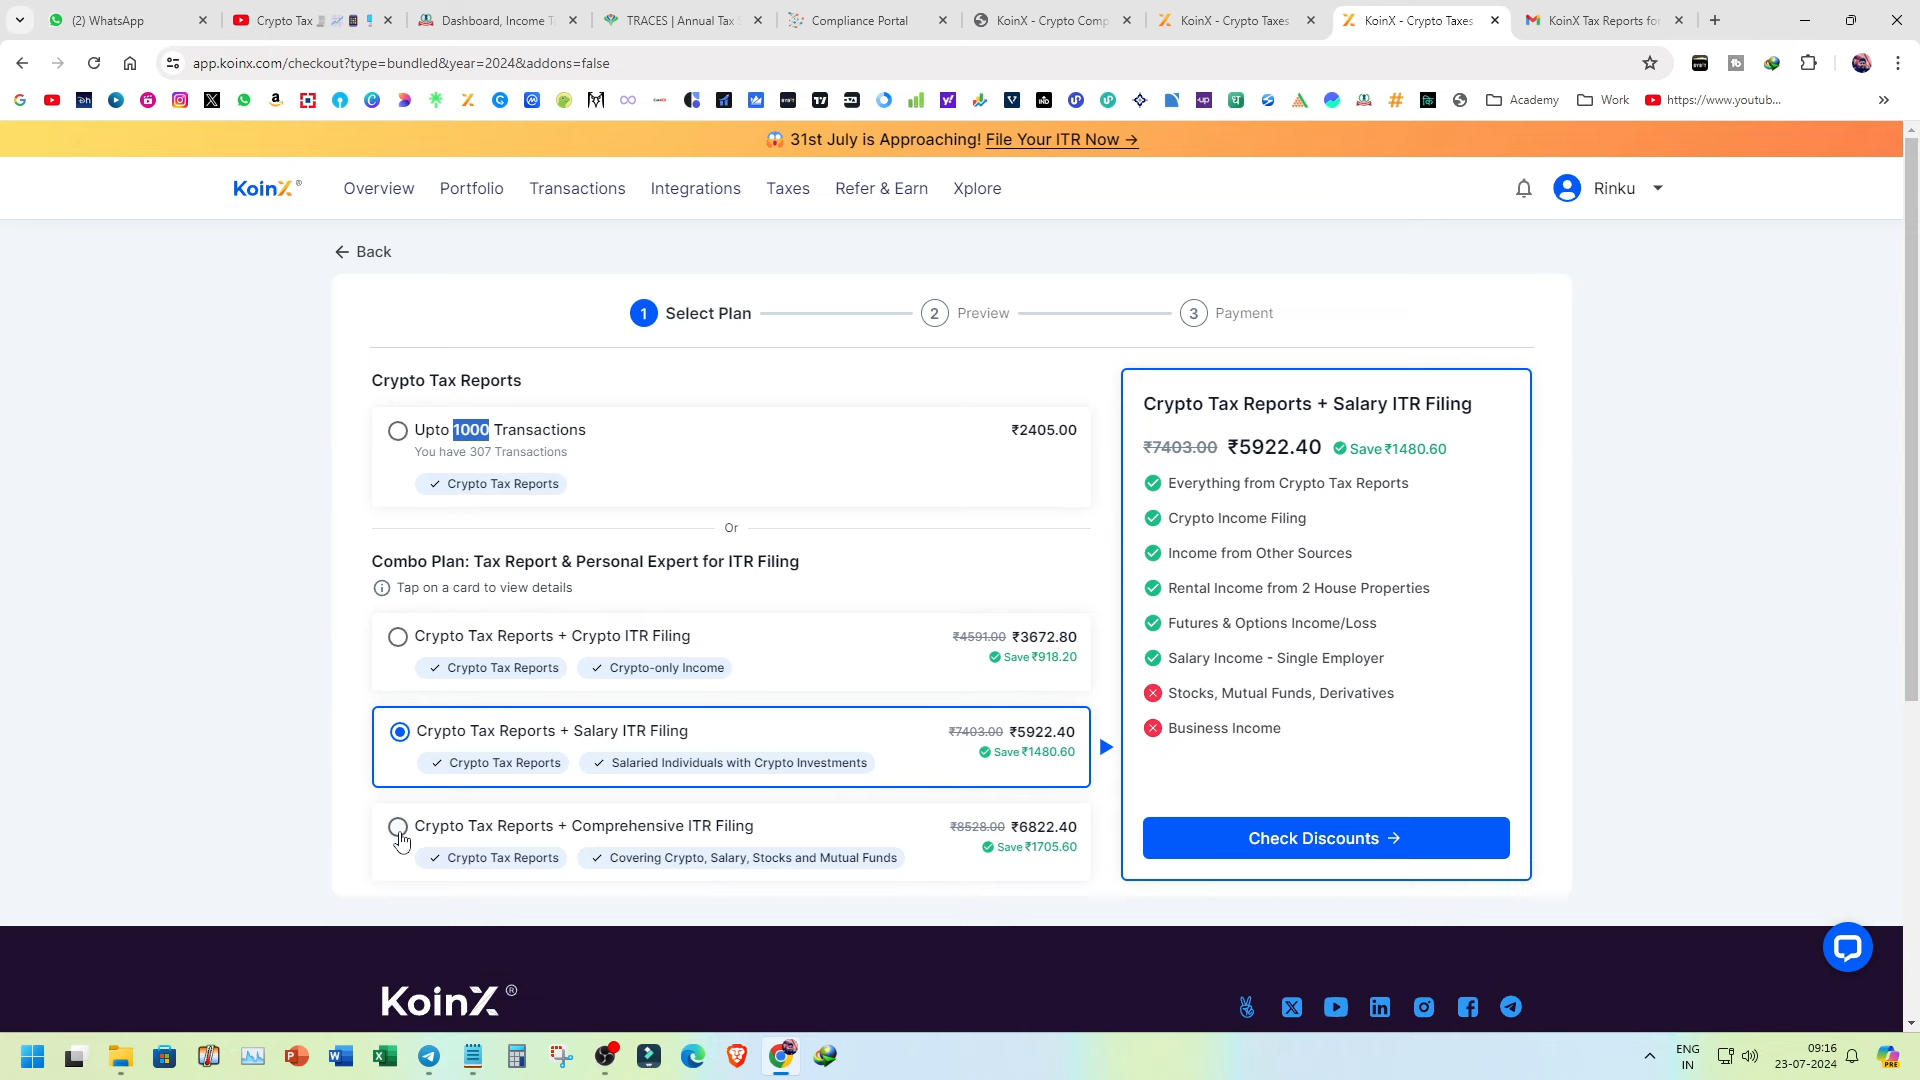 (2) WhatsApp
Crypto Tax
Dashboard, Income T
TRACES | Annual Tax S
Compliance Portal
KoinX - Crypto Comp
KoinX - Crypto Taxes
KoinX - Crypto Taxes
KoinX Tax Reports for
app.koinx.com/checkout?type=bundled&year=2024&addons=false
Academy
Work
https://www.youtub...
31st July is Approaching! File Your ITR Now →
KoinX®
Overview Portfolio Transactions Integrations Taxes Refer & Earn Xplore
Rinku
← Back
1 Select Plan
2 Preview
3 Payment
Crypto Tax Reports
Upto 1000 Transactions ₹2405.00
You have 307 Transactions
✓ Crypto Tax Reports
Or
Combo Plan: Tax Report & Personal Expert for ITR Filing
Tap on a card to view details
Crypto Tax Reports + Crypto ITR Filing ₹4591.00 ₹3672.80
Save ₹918.20
✓ Crypto Tax Reports ✓ Crypto-only Income
Crypto Tax Reports + Salary ITR Filing ₹7403.00 ₹5922.40
Save ₹1480.60
✓ Crypto Tax Reports ✓ Salaried Individuals with Crypto Investments
Crypto Tax Reports + Comprehensive ITR Filing ₹8528.00 ₹6822.40
Save ₹1705.60
✓ Crypto Tax Reports ✓ Covering Crypto, Salary, Stocks and Mutual Funds
Crypto Tax Reports + Salary ITR Filing
₹7403.00 ₹5922.40 Save ₹1480.60
Everything from Crypto Tax Reports
Crypto Income Filing
Income from Other Sources
Rental Income from 2 House Properties
Futures & Options Income/Loss
Salary Income - Single Employer
Stocks, Mutual Funds, Derivatives
Business Income
Check Discounts →
KoinX®
ENG
IN
09:16
23-07-2024